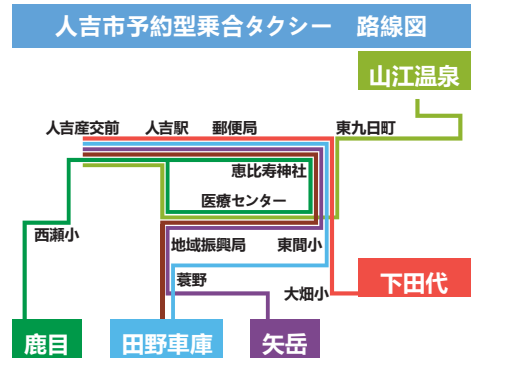 人吉市予約型乗合タクシー 路線図
山江温泉
人吉産交前 人吉駅 郵便局 東九日町
恵比寿神社
医療センター
西瀬小
地域振興局 東間小
蓑野
大畑小
下田代
鹿目 田野車庫 矢岳